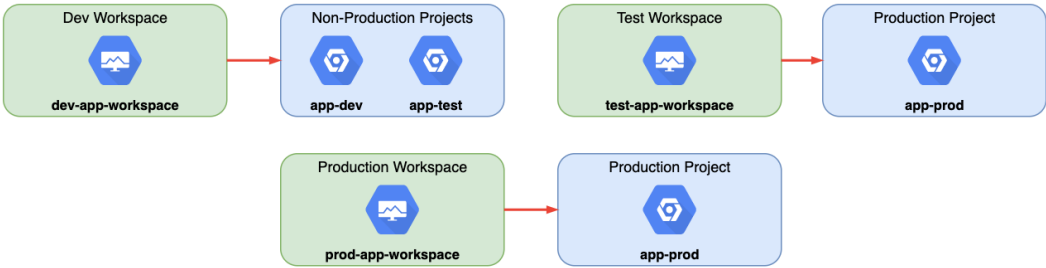 Dev Workspace
dev-app-workspace
Non-Production Projects
app-dev app-test
Test Workspace
test-app-workspace
Production Project
app-prod
Production Workspace
prod-app-workspace
Production Project
app-prod